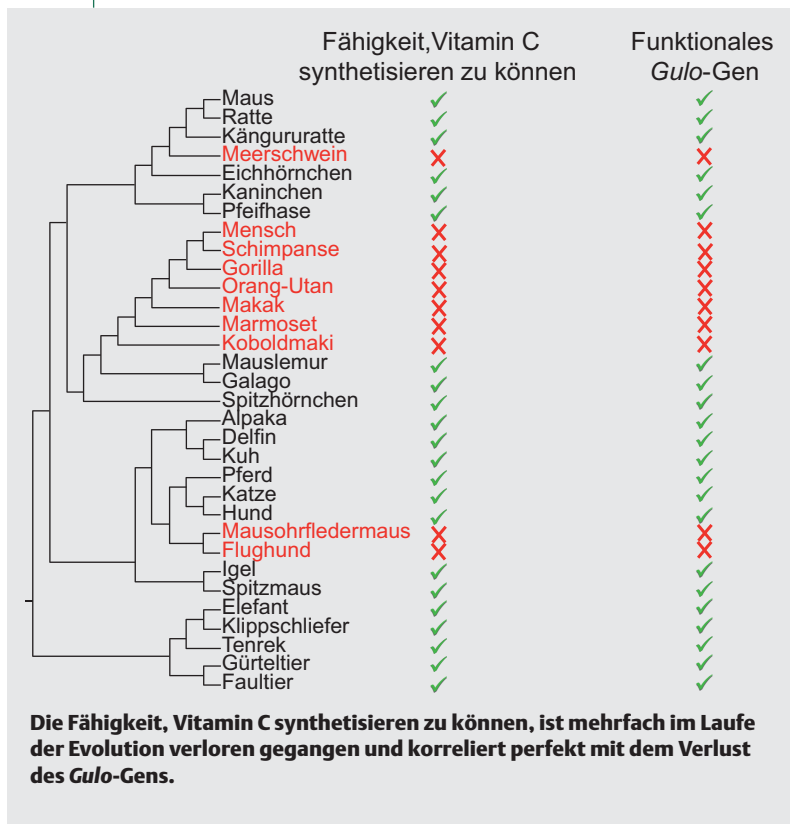 Fähigkeit,Vitamin C
synthetisieren zu können
Funktionales
Gulo-Gen
Maus
Ratte
Kängururatte
Meerschwein
Eichhörnchen
Kaninchen
Pfeifhase
Mensch
Schimpanse
Gorilla
Orang-Utan
Makak
Marmoset
Koboldmaki
Mauslemur
Galago
Spitzhörnchen
Alpaka
Delfin
Kuh
Pferd
Katze
Hund
Mausohrfledermaus
Flughund
Igel
Spitzmaus
Elefant
Klippschliefer
Tenrek
Gürteltier
Faultier
Die Fähigkeit, Vitamin C synthetisieren zu können, ist mehrfach im Laufe
der Evolution verloren gegangen und korreliert perfekt mit dem Verlust
des Gulo-Gens.